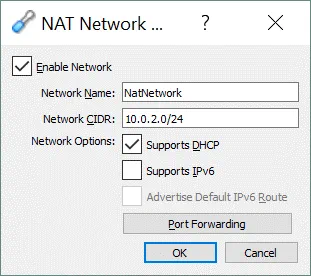 NAT Network ...
Enable Network
Network Name: NatNetwork
Network CIDR: 10.0.2.0/24
Network Options: Supports DHCP
Supports IPv6
Advertise Default IPv6 Route
Port Forwarding
OK Cancel